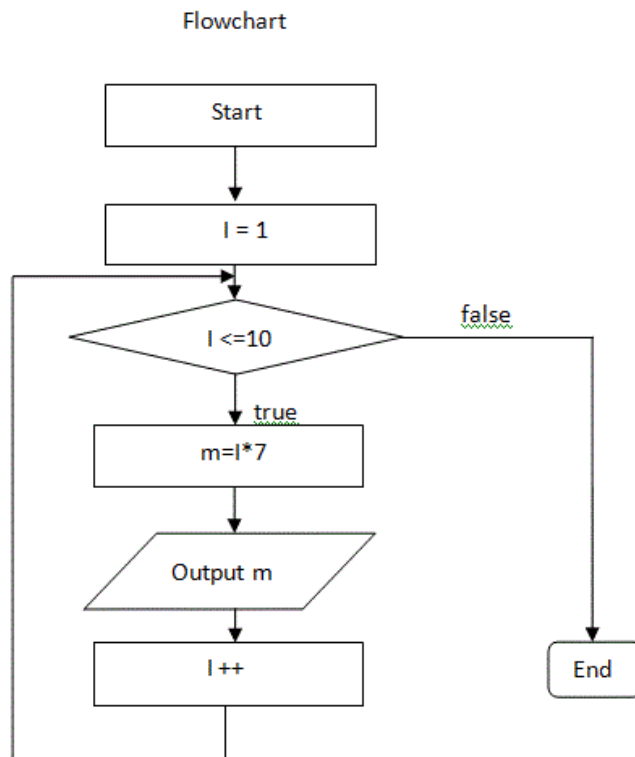 Flowchart
Start
I = 1
I <=10
false
true
m=I*7
Output m
I ++
End